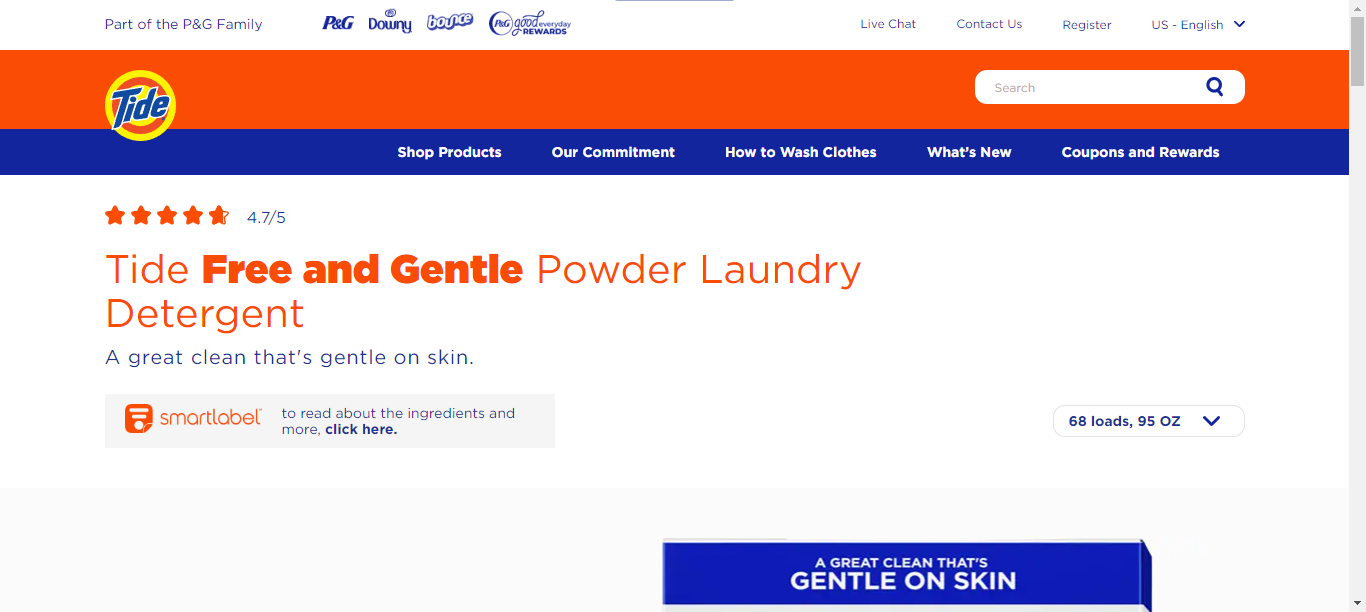 Part of the P&G Family
P&G
Downy
bounce
P&G good everyday
REWARDS
Live Chat
Contact Us
Register
US - English
Tide
Search
Shop Products
Our Commitment
How to Wash Clothes
What's New
Coupons and Rewards
4.7/5
Tide Free and Gentle Powder Laundry
Detergent
A great clean that's gentle on skin.
smartlabel™
to read about the ingredients and
more, click here.
68 loads, 95 OZ
A GREAT CLEAN THAT'S
GENTLE ON SKIN